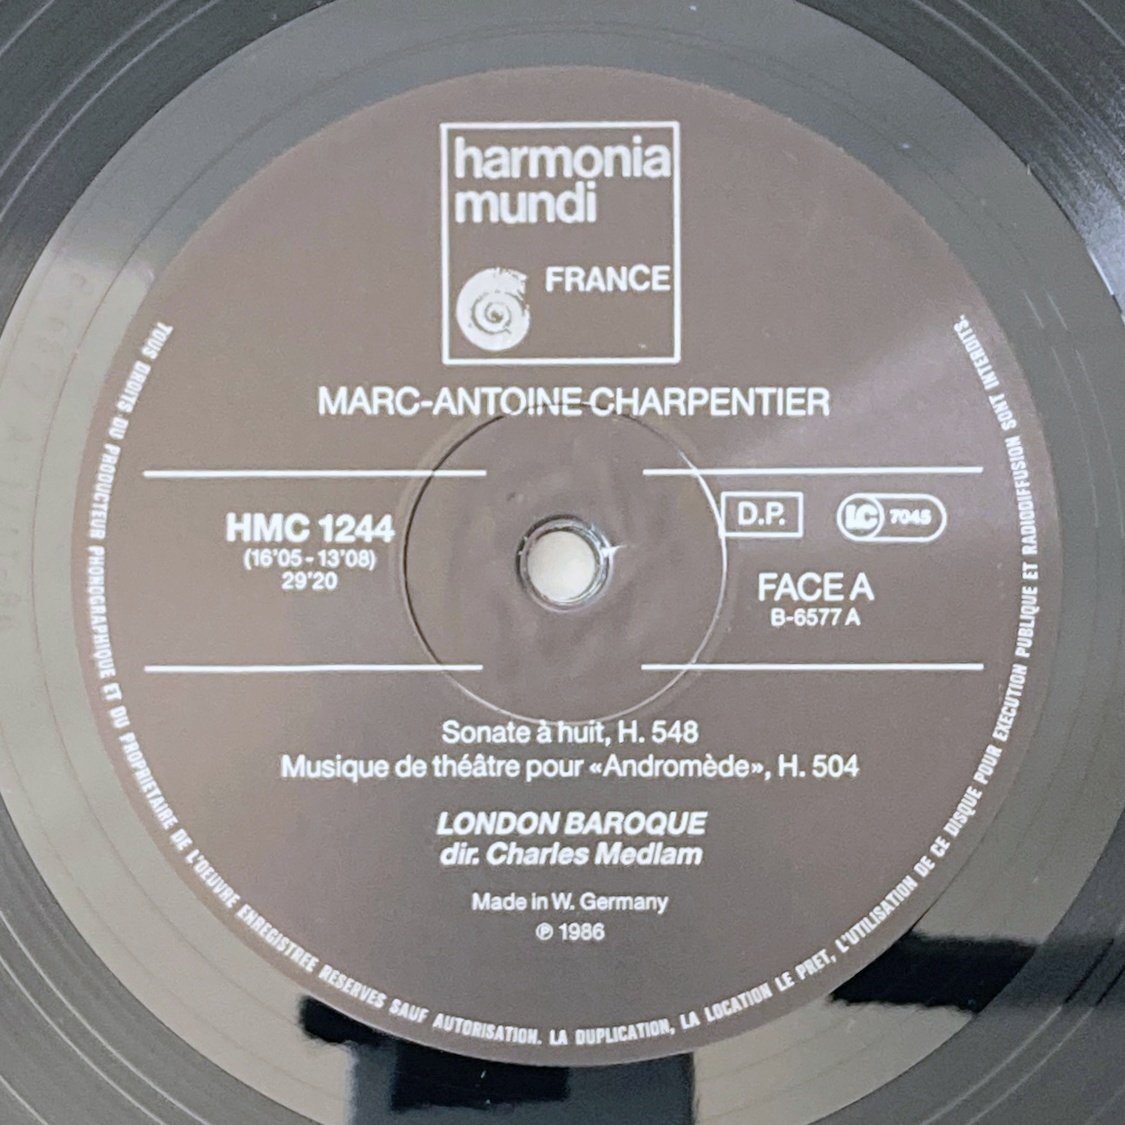 harmonia
mundi
FRANCE
MARC-ANTOINE CHARPENTIER
HMC 1244
(16'05 - 13'08)
29'20
D.P.
LC 7045
FACE A
B-6577 A
Sonate à huit, H. 548
Musique de théâtre pour «Andromède», H. 504
LONDON BAROQUE
dir. Charles Medlam
Made in W. Germany
℗ 1986
TOUS DROITS DU PRODUCTEUR PHONOGRAPHIQUE ET DU PROPRIETAIRE DE L'OEUVRE ENREGISTREE RESERVES SAUF AUTORISATION. LA DUPLICATION, LA LOCATION LE PRET, L'UTILISATION DE CE DISQUE POUR EXECUTION PUBLIQUE ET RADIODIFFUSION SONT INTERDITS.